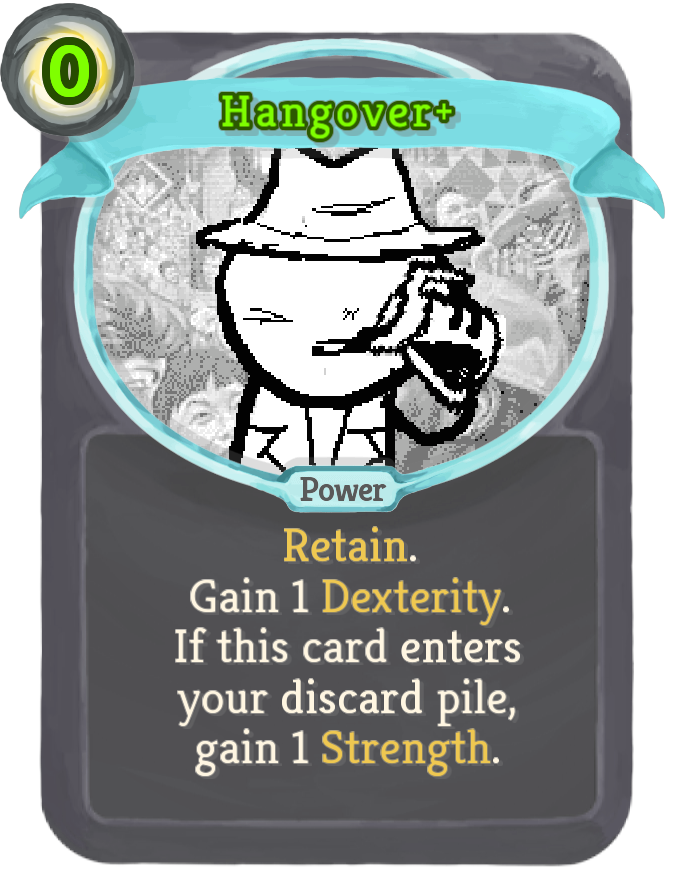 0
Hangover+
Power
Retain.
Gain 1 Dexterity.
If this card enters
your discard pile,
gain 1 Strength.